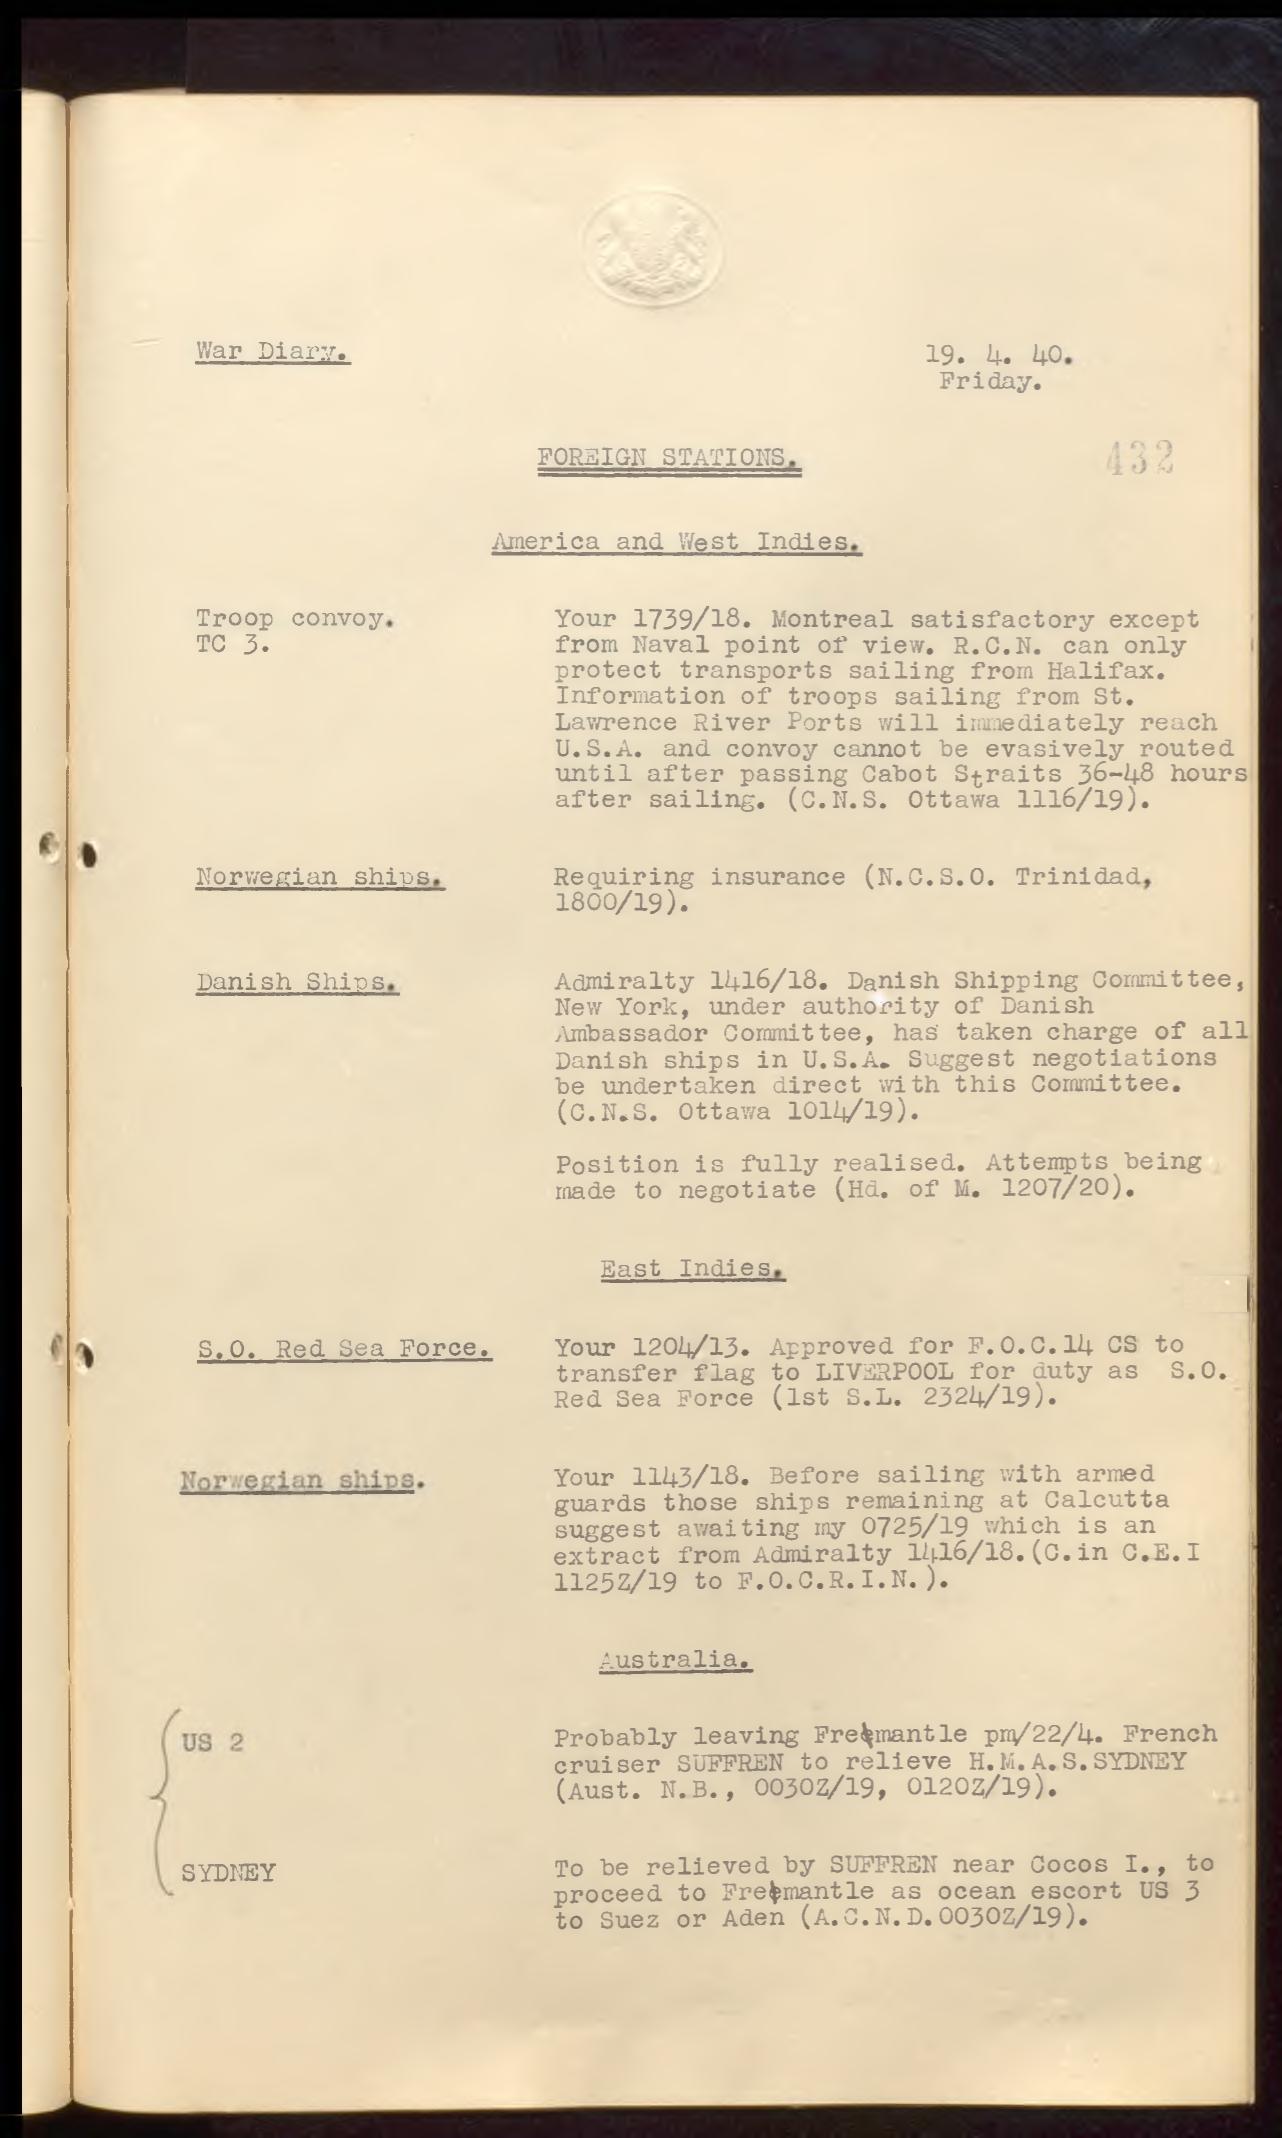 War Diary.
19. 4. 40.
Friday.
FOREIGN STATIONS.
432
America and West Indies.
Troop convoy.
TC 3.
Your 1739/18. Montreal satisfactory except
from Naval point of view. R.C.N. can only
protect transports sailing from Halifax.
Information of troops sailing from St.
Lawrence River Ports will immediately reach
U.S.A. and convoy cannot be evasively routed
until after passing Cabot Straits 36-48 hours
after sailing. (C.N.S. Ottawa 1116/19).
Norwegian ships.
Requiring insurance (N.C.S.O. Trinidad,
1800/19).
Danish Ships.
Admiralty 1416/18. Danish Shipping Committee,
New York, under authority of Danish
Ambassador Committee, has taken charge of all
Danish ships in U.S.A. Suggest negotiations
be undertaken direct with this Committee.
(C.N.S. Ottawa 1014/19).
Position is fully realised. Attempts being
made to negotiate (Hd. of M. 1207/20).
East Indies.
S.O. Red Sea Force.
Your 1204/13. Approved for F.O.C.14 CS to
transfer flag to LIVERPOOL for duty as S.O.
Red Sea Force (1st S.L. 2324/19).
Norwegian ships.
Your 1143/18. Before sailing with armed
guards those ships remaining at Calcutta
suggest awaiting my 0725/19 which is an
extract from Admiralty 1416/18.(C.in C.E.I
1125Z/19 to F.O.C.R.I.N.).
Australia.
US 2
Probably leaving Freemantle pm/22/4. French
cruiser SUFFREN to relieve H.M.A.S.SYDNEY
(Aust. N.B., 0030Z/19, 0120Z/19).
SYDNEY
To be relieved by SUFFREN near Cocos I., to
proceed to Freemantle as ocean escort US 3
to Suez or Aden (A.C.N.D.0030Z/19).